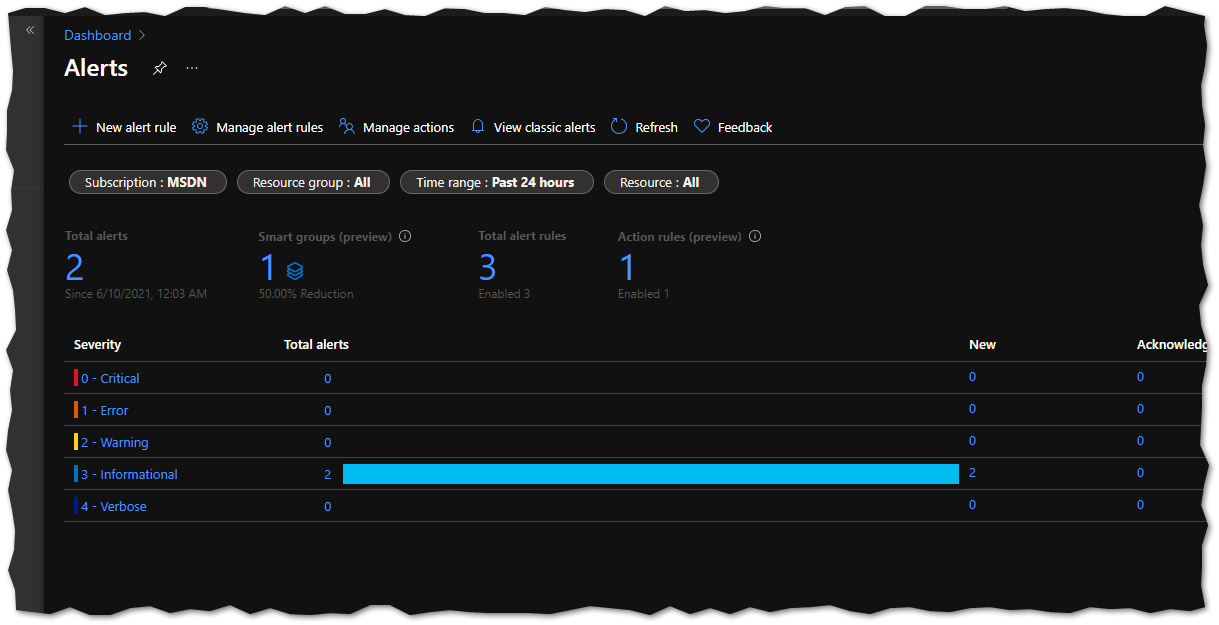 «
Dashboard >
Alerts ...
New alert rule Manage alert rules Manage actions View classic alerts Refresh Feedback
Subscription : MSDN Resource group : All Time range : Past 24 hours Resource : All
Total alerts Smart groups (preview) Total alert rules Action rules (preview)
2 1 3 1
Since 6/10/2021, 12:03 AM 50.00% Reduction Enabled 3 Enabled 1
Severity Total alerts New Acknowledg
0 - Critical 0 0 0
1 - Error 0 0 0
2 - Warning 0 0 0
3 - Informational 2 2 0
4 - Verbose 0 0 0